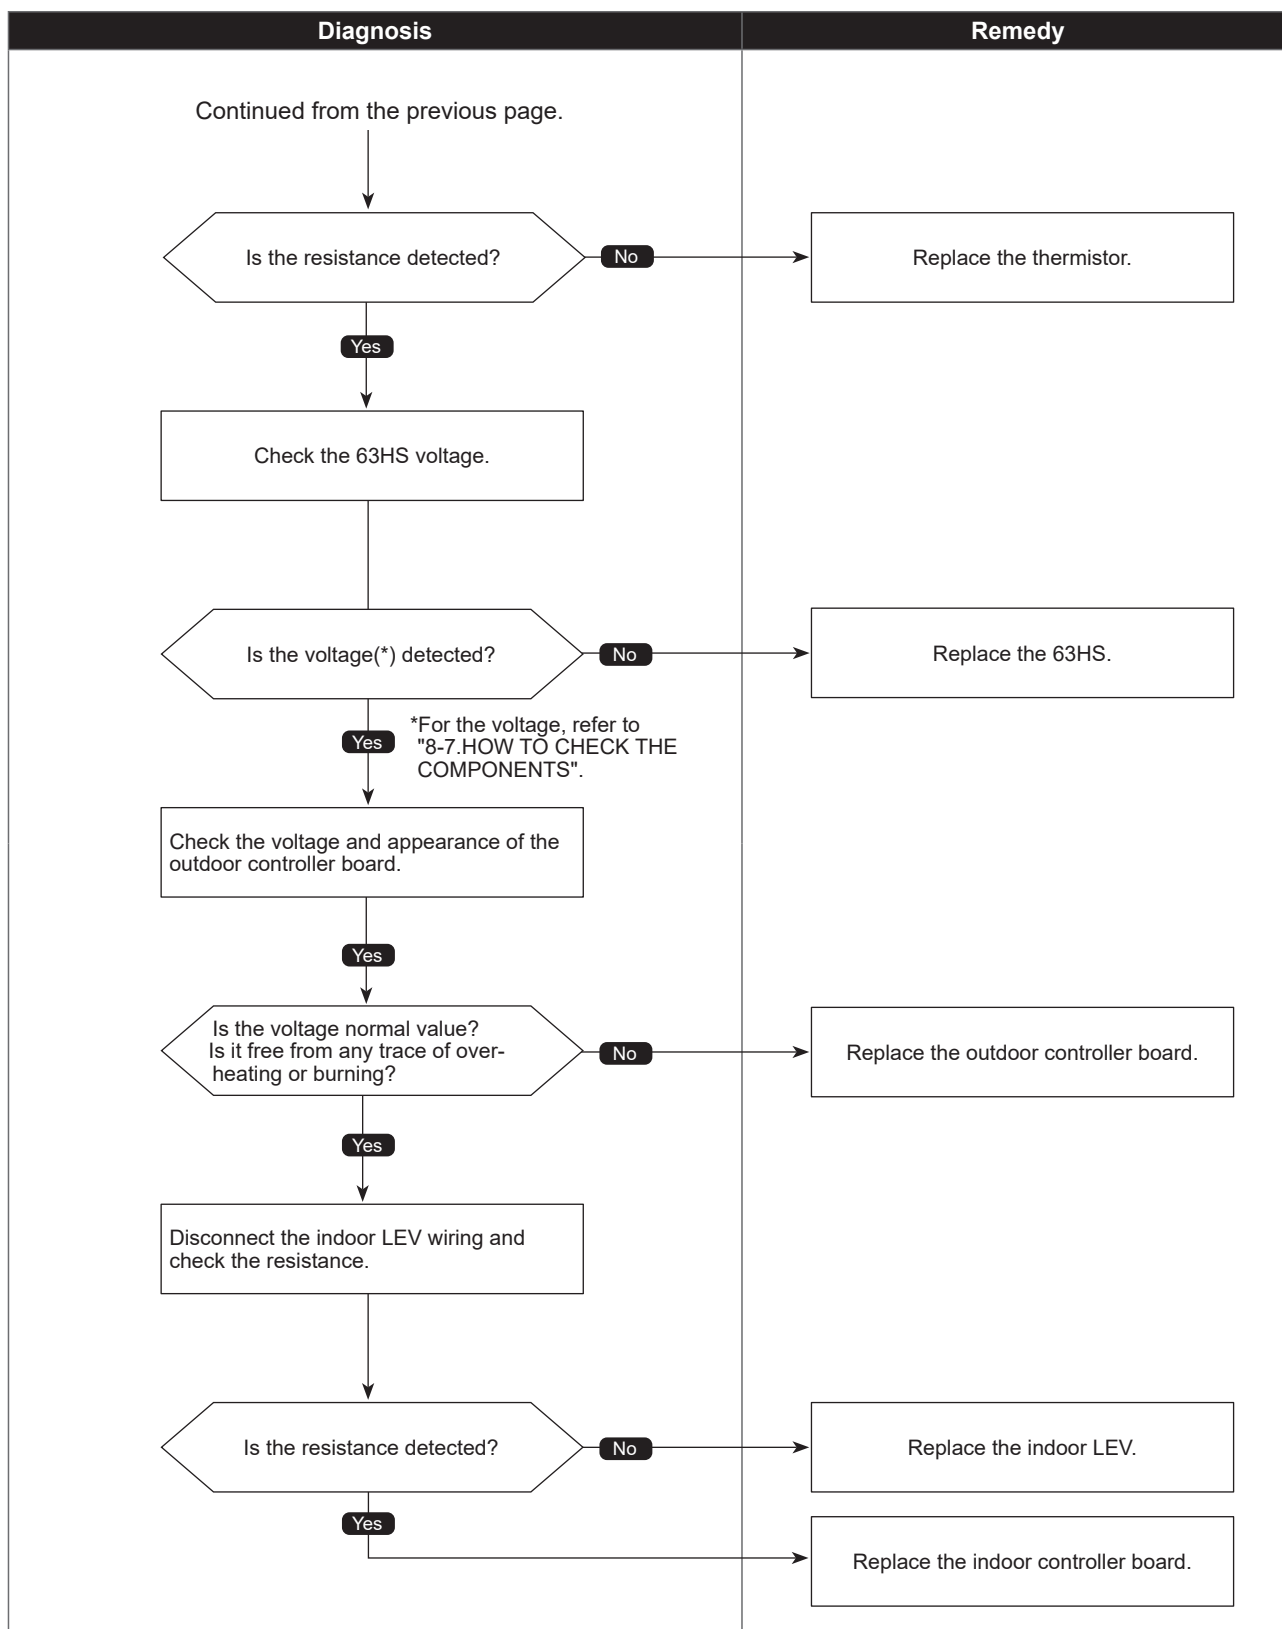 Diagnosis
Remedy
Continued from the previous page.
Is the resistance detected?
No
Replace the thermistor.
Yes
Check the 63HS voltage.
Is the voltage(*) detected?
No
Replace the 63HS.
Yes
*For the voltage, refer to
"8-7.HOW TO CHECK THE
COMPONENTS".
Check the voltage and appearance of the
outdoor controller board.
Yes
Is the voltage normal value?
Is it free from any trace of over-
heating or burning?
No
Replace the outdoor controller board.
Yes
Disconnect the indoor LEV wiring and
check the resistance.
Is the resistance detected?
No
Replace the indoor LEV.
Yes
Replace the indoor controller board.